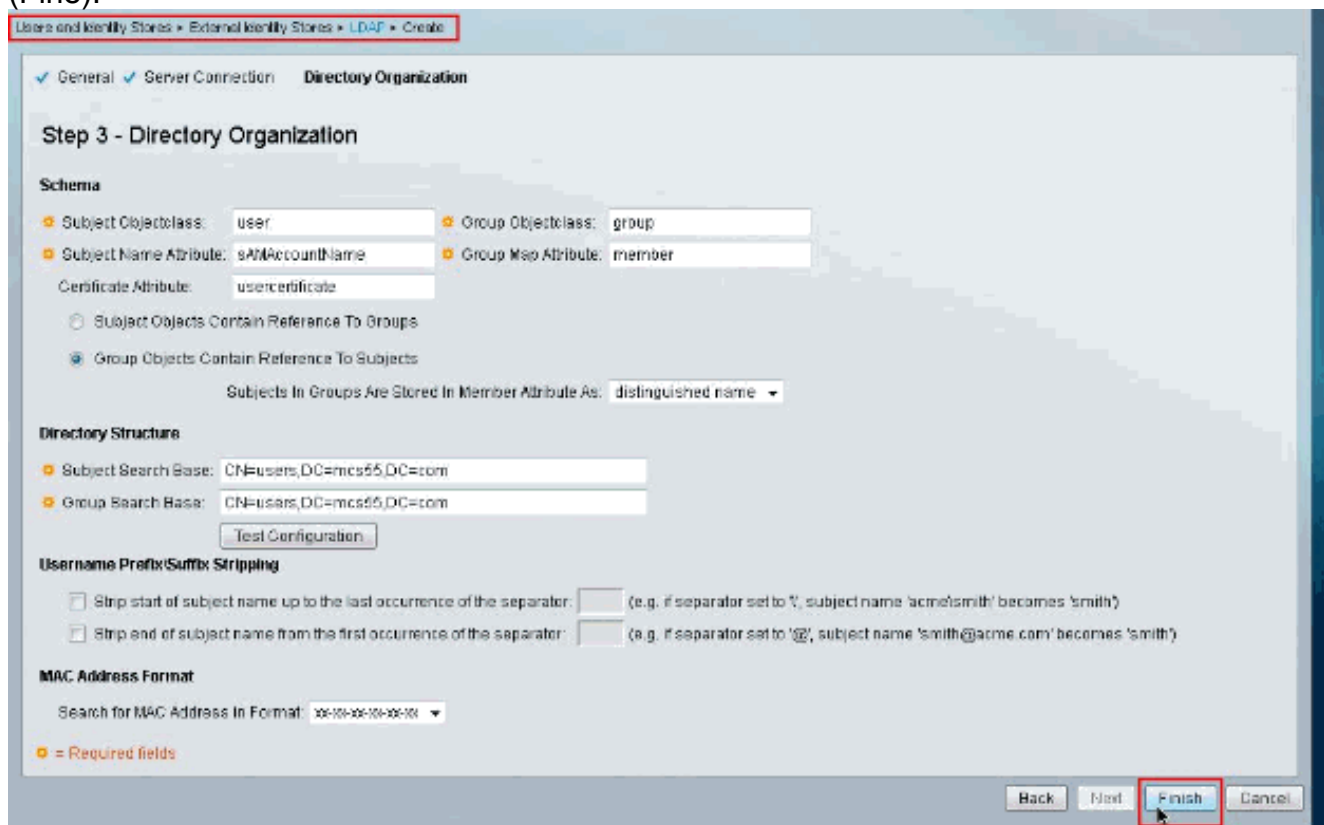 (Fine).
Users and Identity Stores ▸ External Identity Stores ▸ LDAP ▸ Create
General Server Connection Directory Organization
Step 3 - Directory Organization
Schema
Subject Objectclass: user Group Objectclass: group
Subject Name Attribute: sAMAccountName Group Map Attribute: member
Certificate Attribute: usercertificate
Subject Objects Contain Reference To Groups
Group Objects Contain Reference To Subjects
Subjects In Groups Are Stored In Member Attribute As: distinguished name
Directory Structure
Subject Search Base: CN=users,DC=mcs55,DC=com
Group Search Base: CN=users,DC=mcs55,DC=com
Test Configuration
Username Prefix\Suffix Stripping
Strip start of subject name up to the last occurrence of the separator: (e.g. if separator set to '\', subject name 'acme\smith' becomes 'smith')
Strip end of subject name from the first occurrence of the separator: (e.g. if separator set to '@', subject name 'smith@acme.com' becomes 'smith')
MAC Address Format
Search for MAC Address in Format: xx-xx-xx-xx-xx-xx
= Required fields
Back Next Finish Cancel